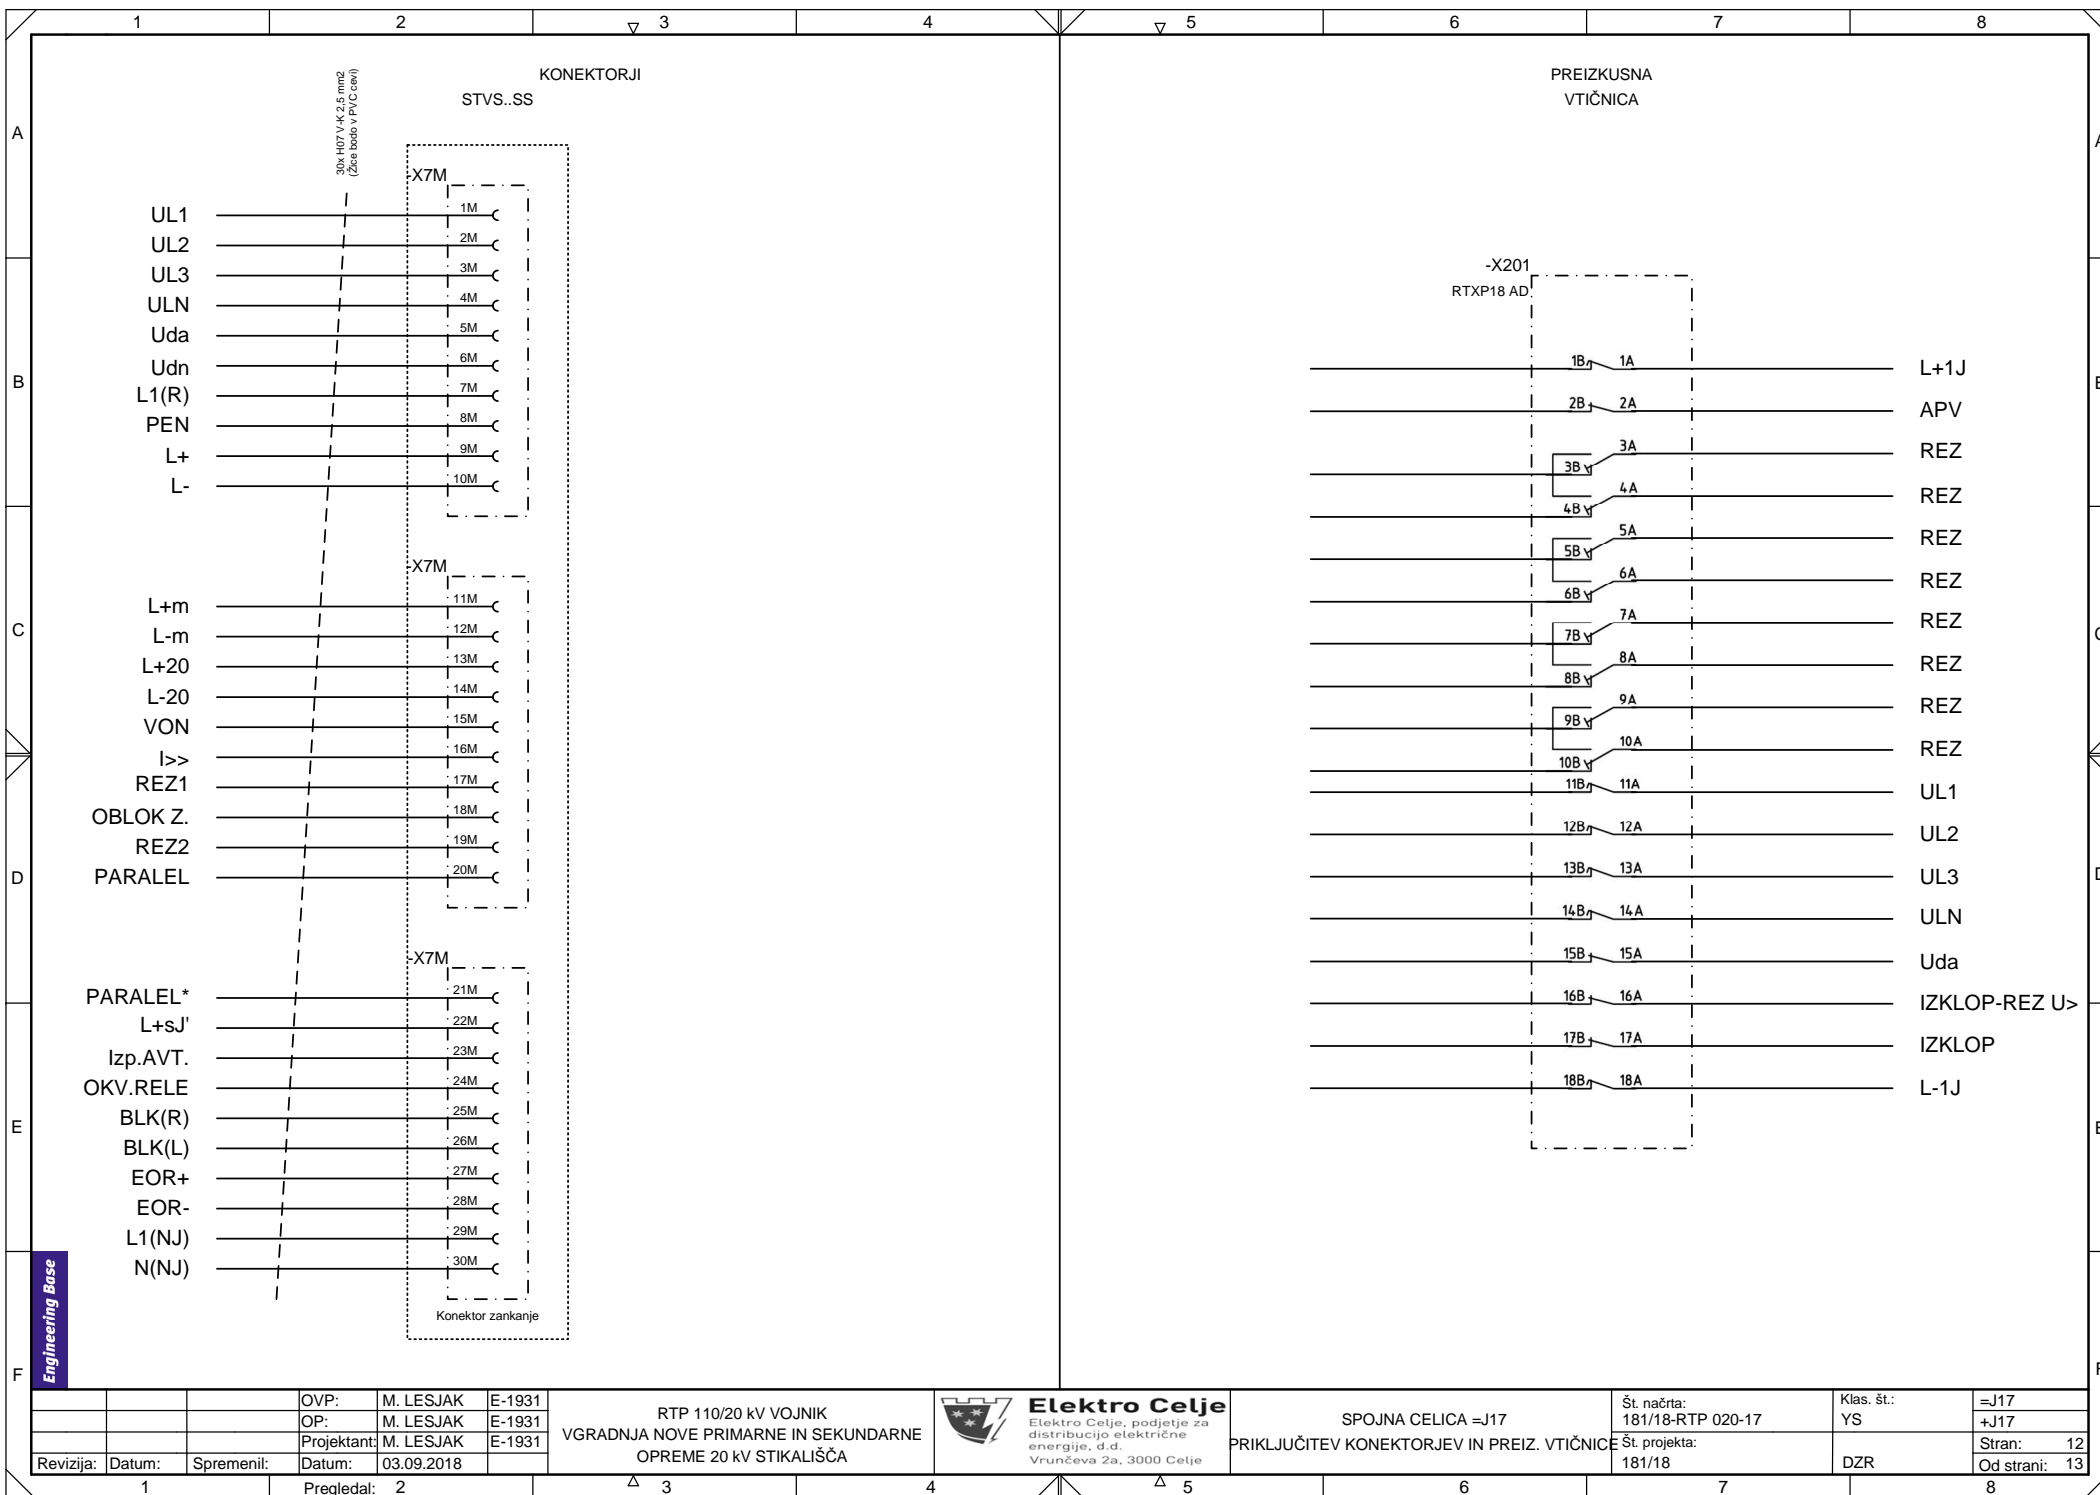 1 2 3 4 5 6 7 8
A
B
C
D
E
F
KONEKTORJI
STVS..SS
30x H07 V-K 2,5 mm2
(Žice bodo v PVC cevi)
-X7M
UL1 1M
UL2 2M
UL3 3M
ULN 4M
Uda 5M
Udn 6M
L1(R) 7M
PEN 8M
L+ 9M
L- 10M
-X7M
L+m 11M
L-m 12M
L+20 13M
L-20 14M
VON 15M
I>> 16M
REZ1 17M
OBLOK Z. 18M
REZ2 19M
PARALEL 20M
-X7M
PARALEL* 21M
L+sJ' 22M
Izp.AVT. 23M
OKV.RELE 24M
BLK(R) 25M
BLK(L) 26M
EOR+ 27M
EOR- 28M
L1(NJ) 29M
N(NJ) 30M
Konektor zankanje
PREIZKUSNA
VTIČNICA
-X201
RTXP18 AD
1B 1A L+1J
2B 2A APV
3B 3A REZ
4B 4A REZ
5B 5A REZ
6B 6A REZ
7B 7A REZ
8B 8A REZ
9B 9A REZ
10B 10A REZ
11B 11A UL1
12B 12A UL2
13B 13A UL3
14B 14A ULN
15B 15A Uda
16B 16A IZKLOP-REZ U>
17B 17A IZKLOP
18B 18A L-1J
Engineering Base
OVP: M. LESJAK E-1931
OP: M. LESJAK E-1931
Projektant: M. LESJAK E-1931
Revizija: Datum: Spremenil: Datum: 03.09.2018
Pregledal:
RTP 110/20 kV VOJNIK
VGRADNJA NOVE PRIMARNE IN SEKUNDARNE
OPREME 20 kV STIKALIŠČA
Elektro Celje
Elektro Celje, podjetje za
distribucijo električne
energije, d.d.
Vrunčeva 2a, 3000 Celje
SPOJNA CELICA =J17
PRIKLJUČITEV KONEKTORJEV IN PREIZ. VTIČNICE
Št. načrta:
181/18-RTP 020-17
Št. projekta:
181/18
Klas. št.:
YS
DZR
=J17
+J17
Stran: 12
Od strani: 13
1 2 3 4 5 6 7 8